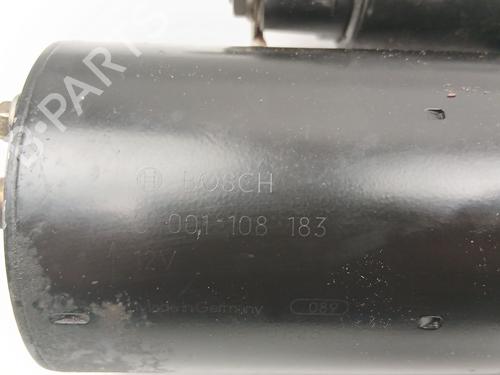 B-PARTS
BOSCH
001 108 183
12V
Made in Germany
089